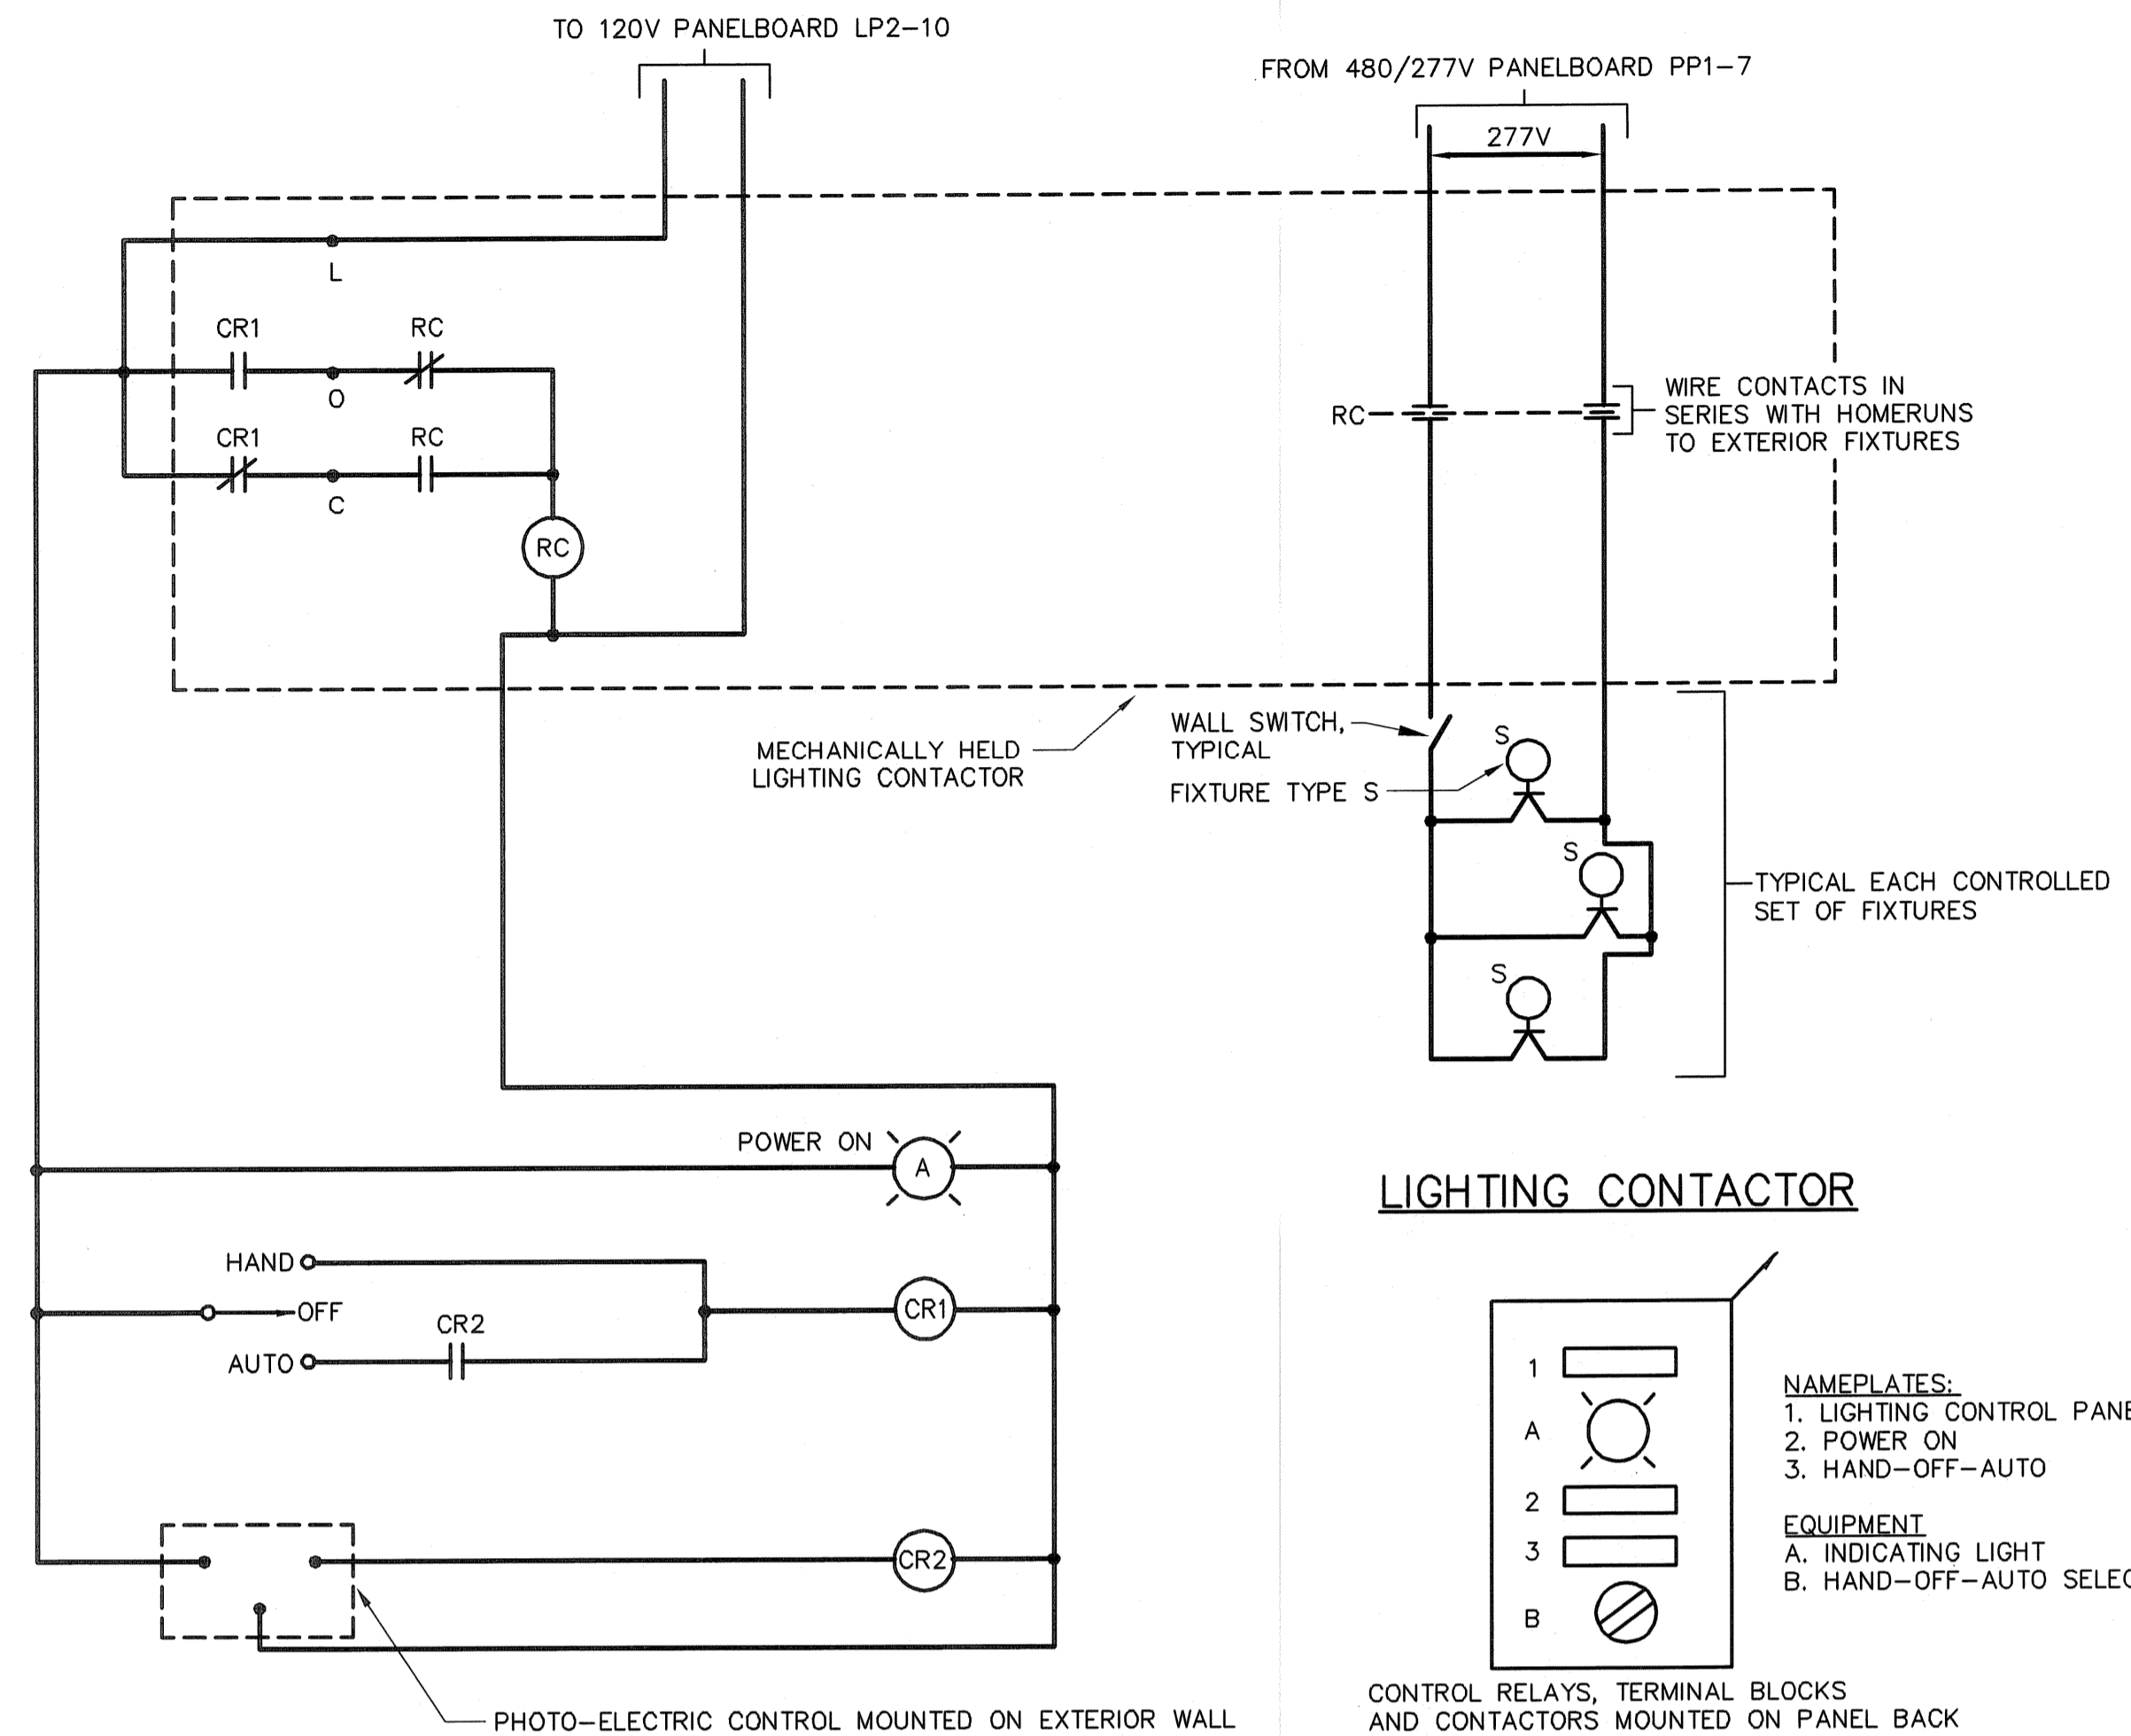 TO 120V PANELBOARD LP2-10
FROM 480/277V PANELBOARD PP1-7
277V
L
CR1
RC
O
CR1
RC
C
RC
RC
WIRE CONTACTS IN
SERIES WITH HOMERUNS
TO EXTERIOR FIXTURES
MECHANICALLY HELD
LIGHTING CONTACTOR
WALL SWITCH,
TYPICAL
FIXTURE TYPE S
S
S
S
TYPICAL EACH CONTROLLED
SET OF FIXTURES
POWER ON
A
HAND
OFF
AUTO
CR2
CR1
CR2
PHOTO-ELECTRIC CONTROL MOUNTED ON EXTERIOR WALL
LIGHTING CONTACTOR
1
A
2
3
B
NAMEPLATES:
1. LIGHTING CONTROL
2. POWER ON
3. HAND-OFF-AUTO
EQUIPMENT
A. INDICATING LIGHT
B. HAND-OFF-AUTO
CONTROL RELAYS, TERMINAL BLOCKS
AND CONTACTORS MOUNTED ON PANEL BACK